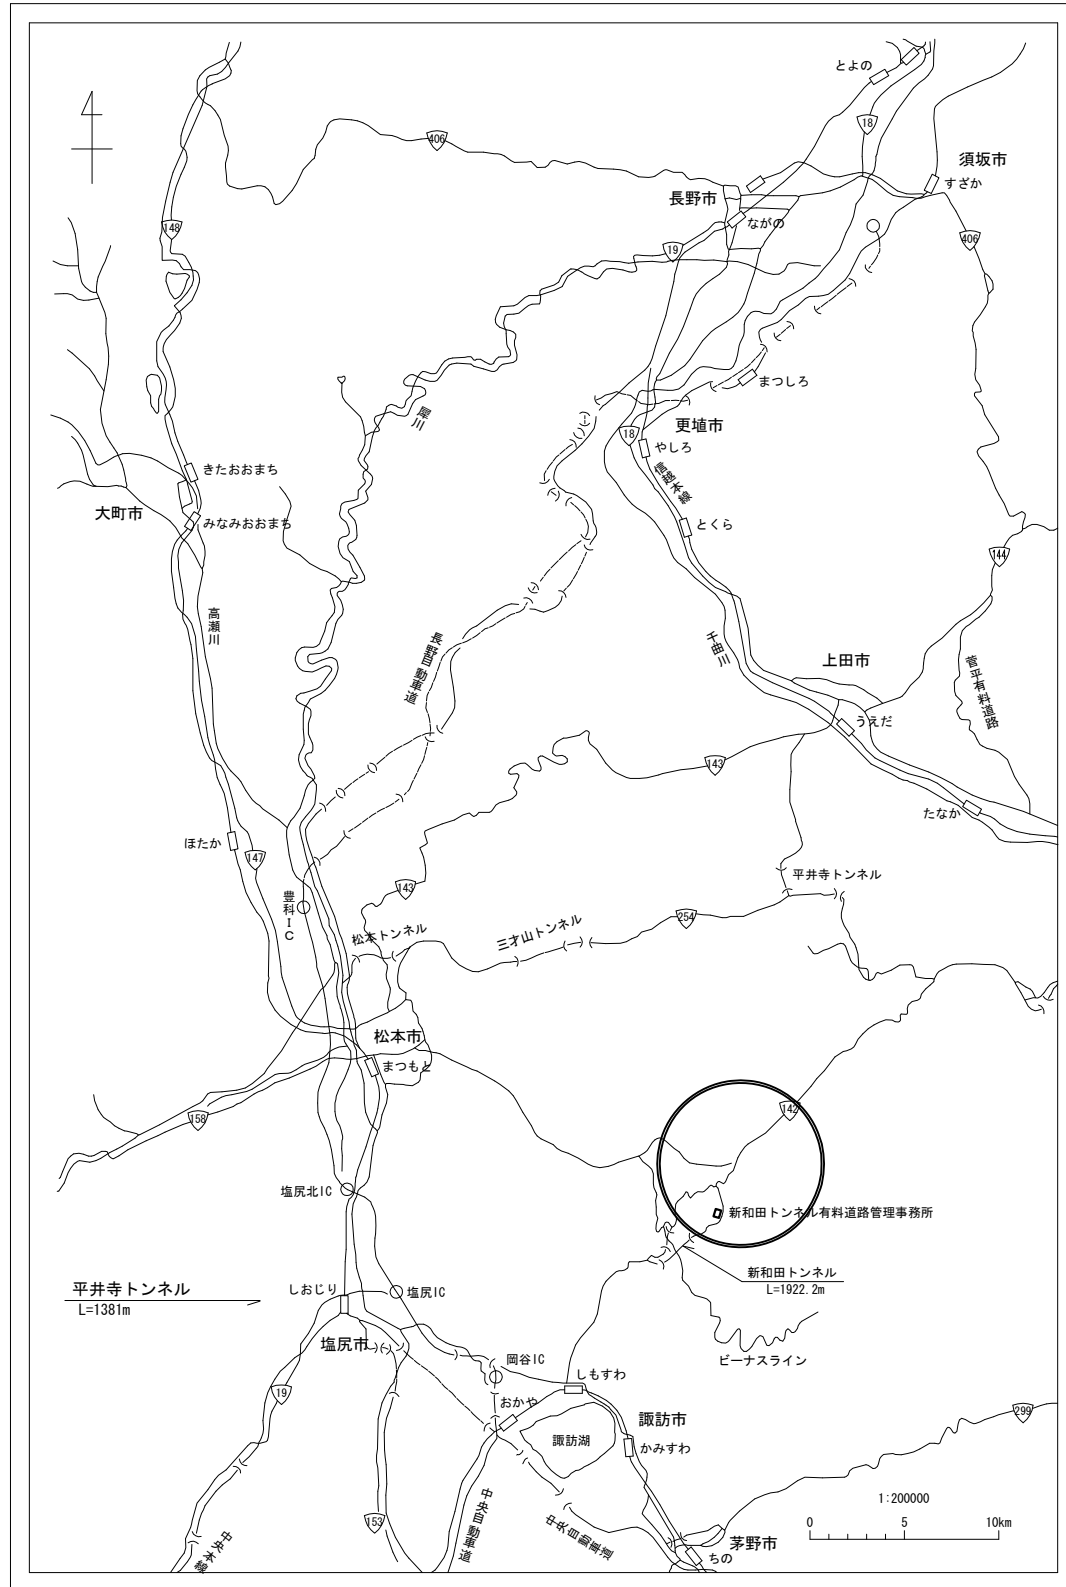 とよの
18
406
須坂市
すざか
長野市
ながの
148
19
406
まつしろ
犀川
更埴市
18
やしろ
信越本線
きたおおまち
大町市
みなみおおまち
とくら
144
高瀬川
千曲川
長野自動車道
上田市
菅平有料道路
うえだ
143
たなか
ほたか
147
平井寺トンネル
143
豊科IC
254
松本トンネル
三才山トンネル
松本市
まつもと
158
142
塩尻北IC
新和田トンネル有料道路管理事務所
新和田トンネル
L=1922.2m
平井寺トンネル
L=1381m
しおじり
塩尻IC
塩尻市
岡谷IC
ビーナスライン
しもすわ
19
おかや
諏訪市
299
諏訪湖
かみすわ
1:200000
0 5 10km
153
中央本線
中央自動車道
中央自動車道
茅野市
ちの